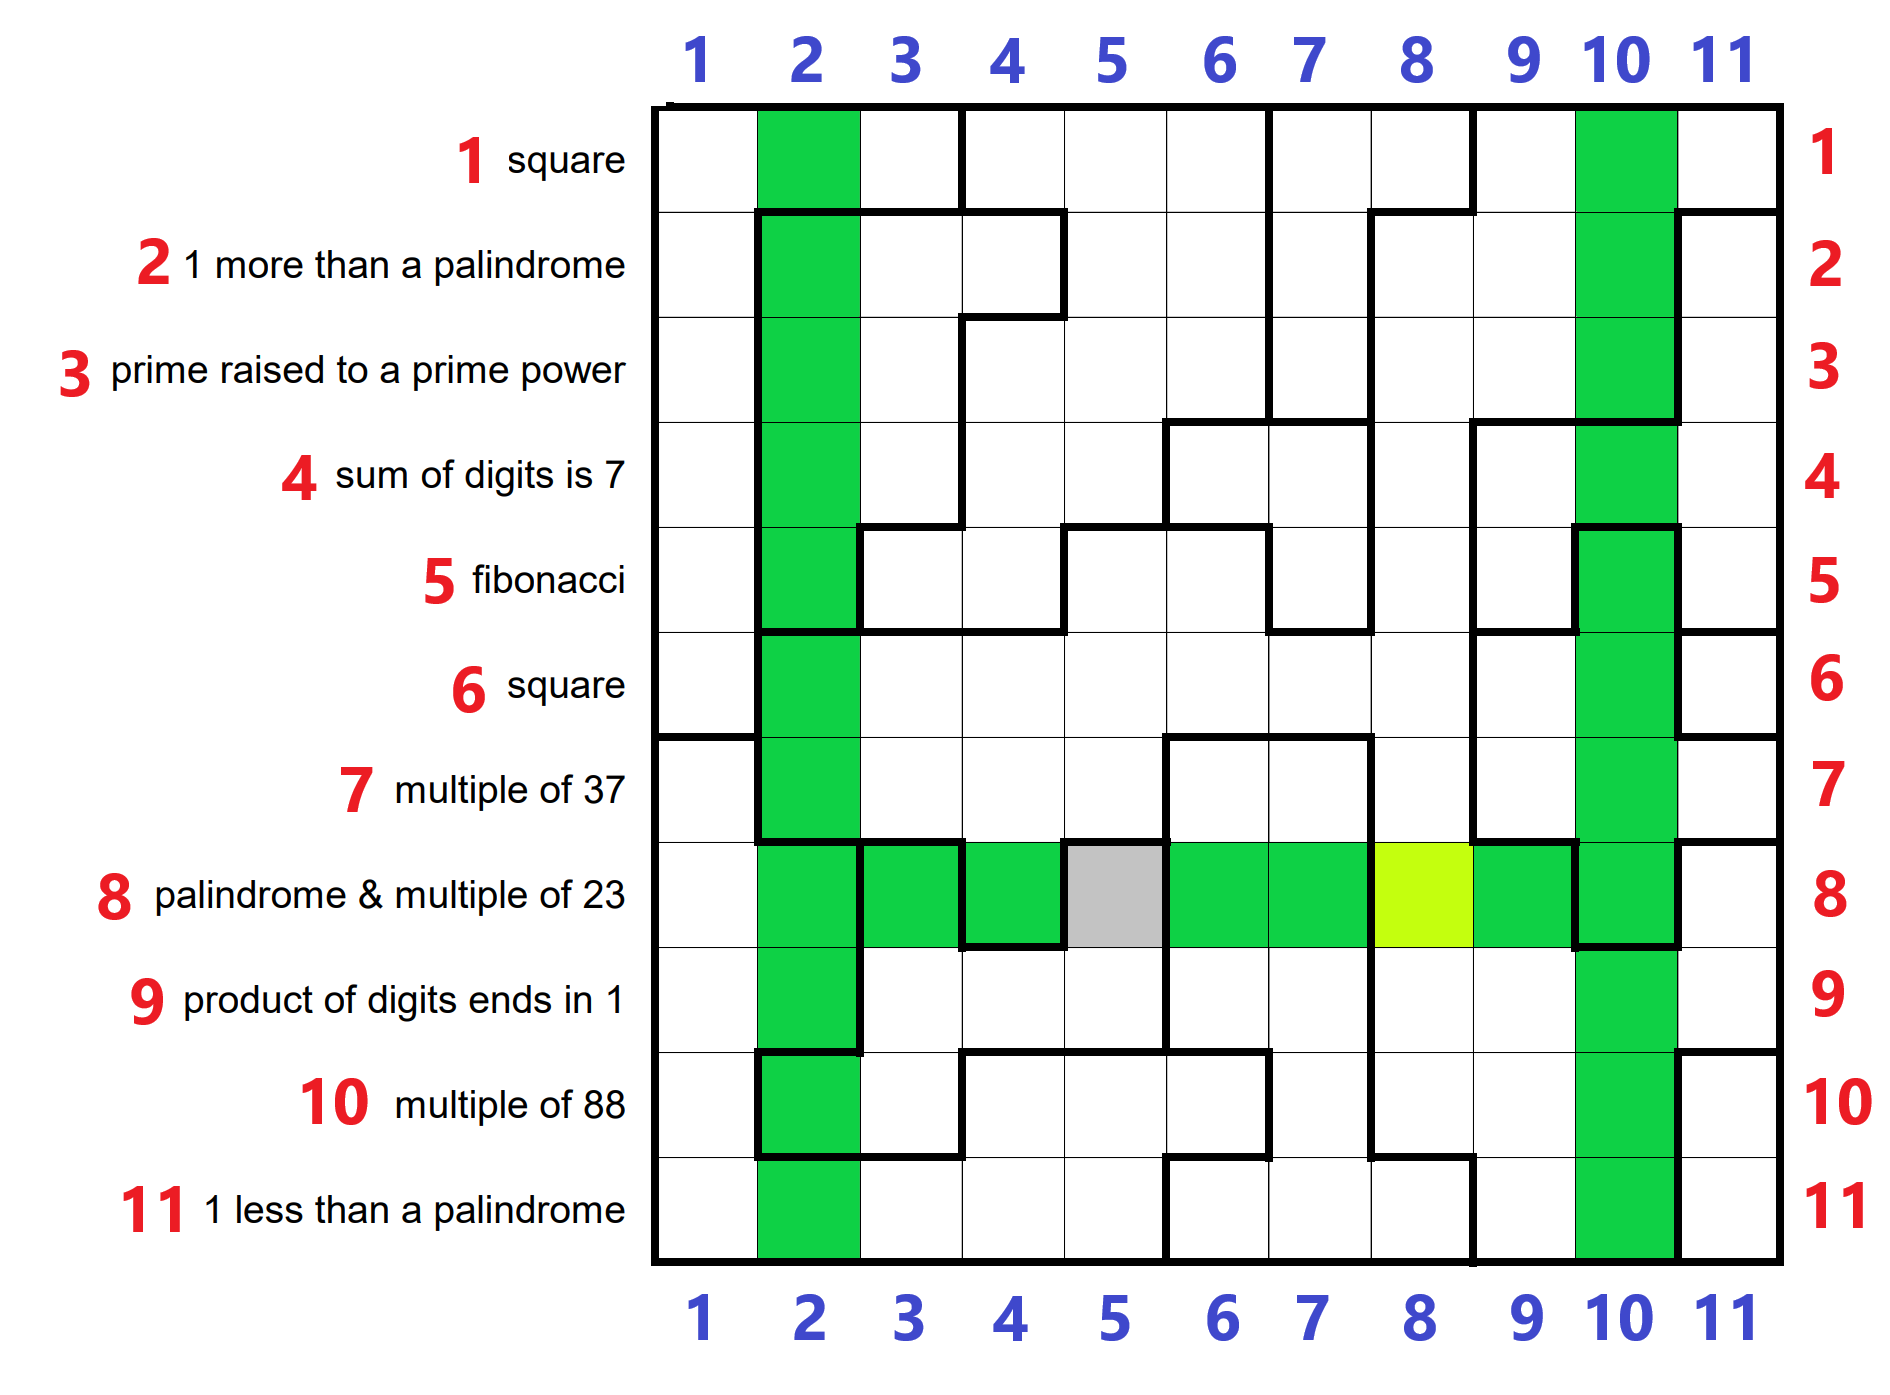 1 2 3 4 5 6 7 8 9 10 11
1 square 1
2 1 more than a palindrome 2
3 prime raised to a prime power 3
4 sum of digits is 7 4
5 fibonacci 5
6 square 6
7 multiple of 37 7
8 palindrome & multiple of 23 8
9 product of digits ends in 1 9
10 multiple of 88 10
11 1 less than a palindrome 11
1 2 3 4 5 6 7 8 9 10 11